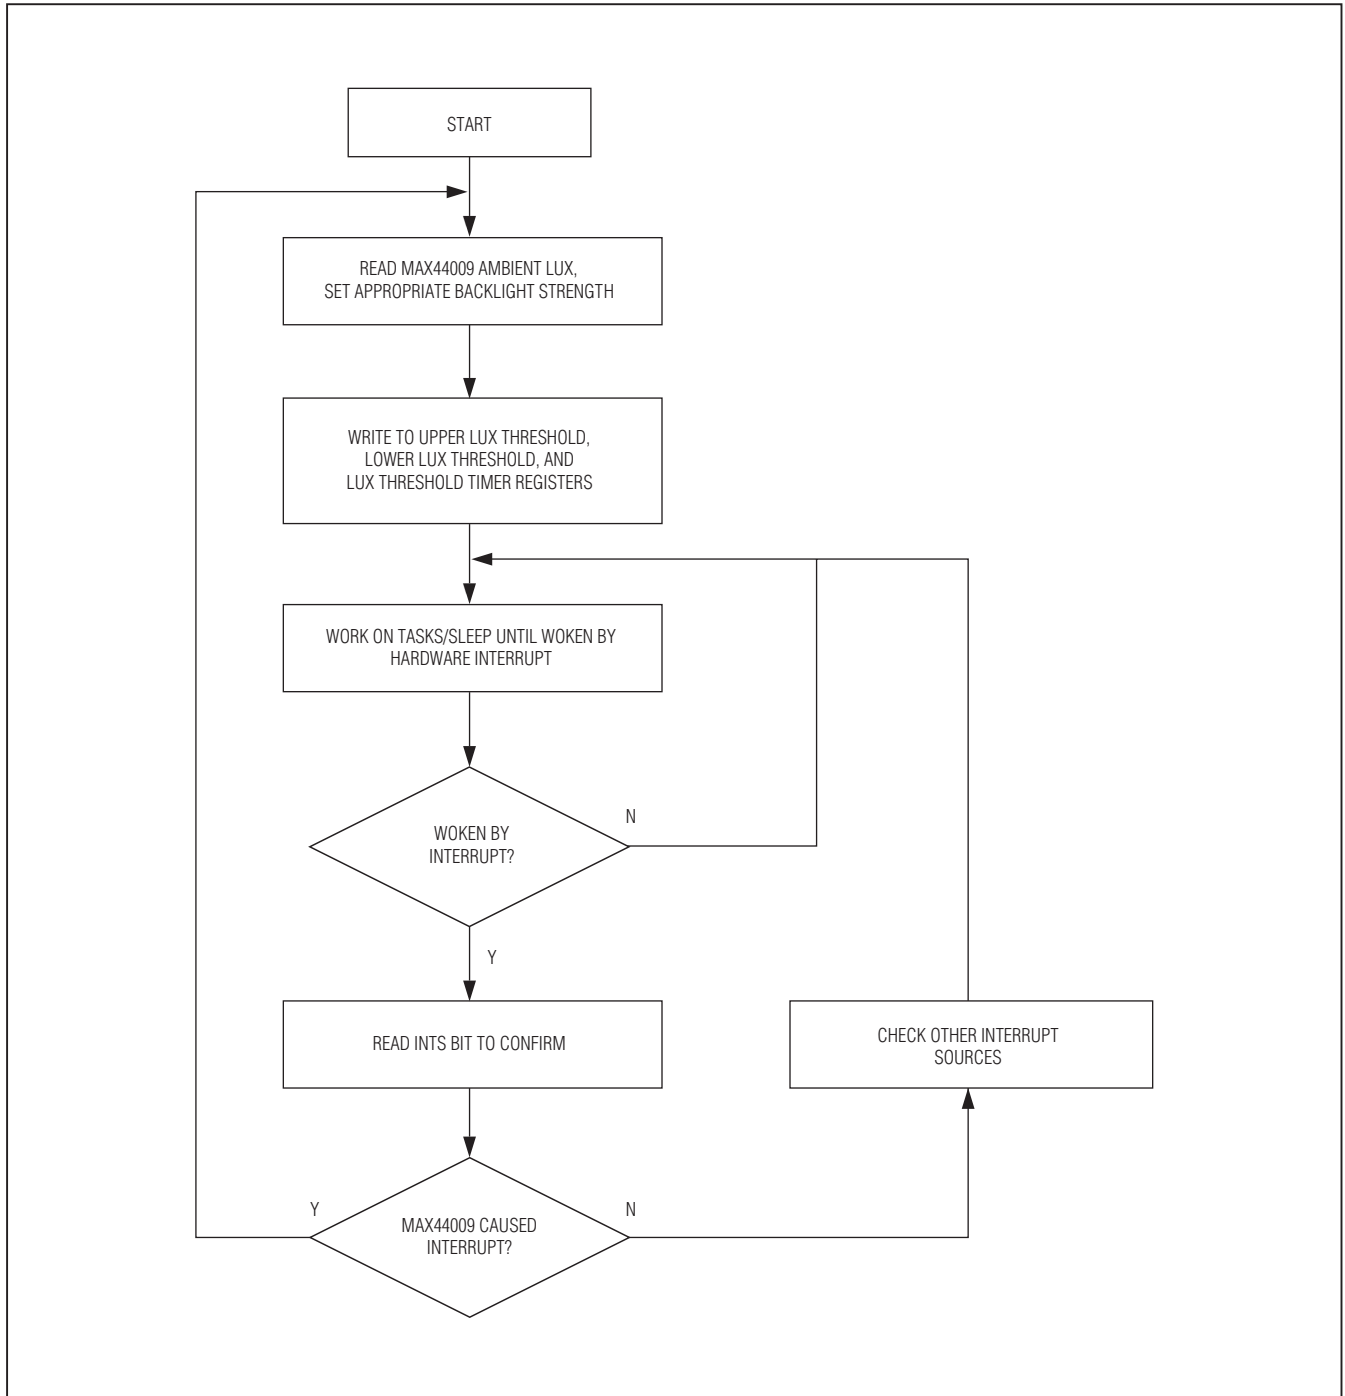 START
READ MAX44009 AMBIENT LUX,
SET APPROPRIATE BACKLIGHT STRENGTH
WRITE TO UPPER LUX THRESHOLD,
LOWER LUX THRESHOLD, AND
LUX THRESHOLD TIMER REGISTERS
WORK ON TASKS/SLEEP UNTIL WOKEN BY
HARDWARE INTERRUPT
N
WOKEN BY
INTERRUPT?
Y
READ INTS BIT TO CONFIRM
CHECK OTHER INTERRUPT
SOURCES
Y
N
MAX44009 CAUSED
INTERRUPT?